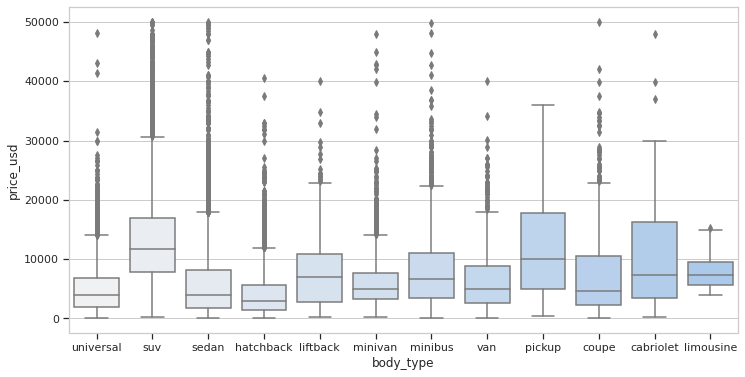 50000
40000
30000
20000
10000
0
price_usd
universal suv sedan hatchback liftback minivan minibus van pickup coupe cabriolet limousine
body_type